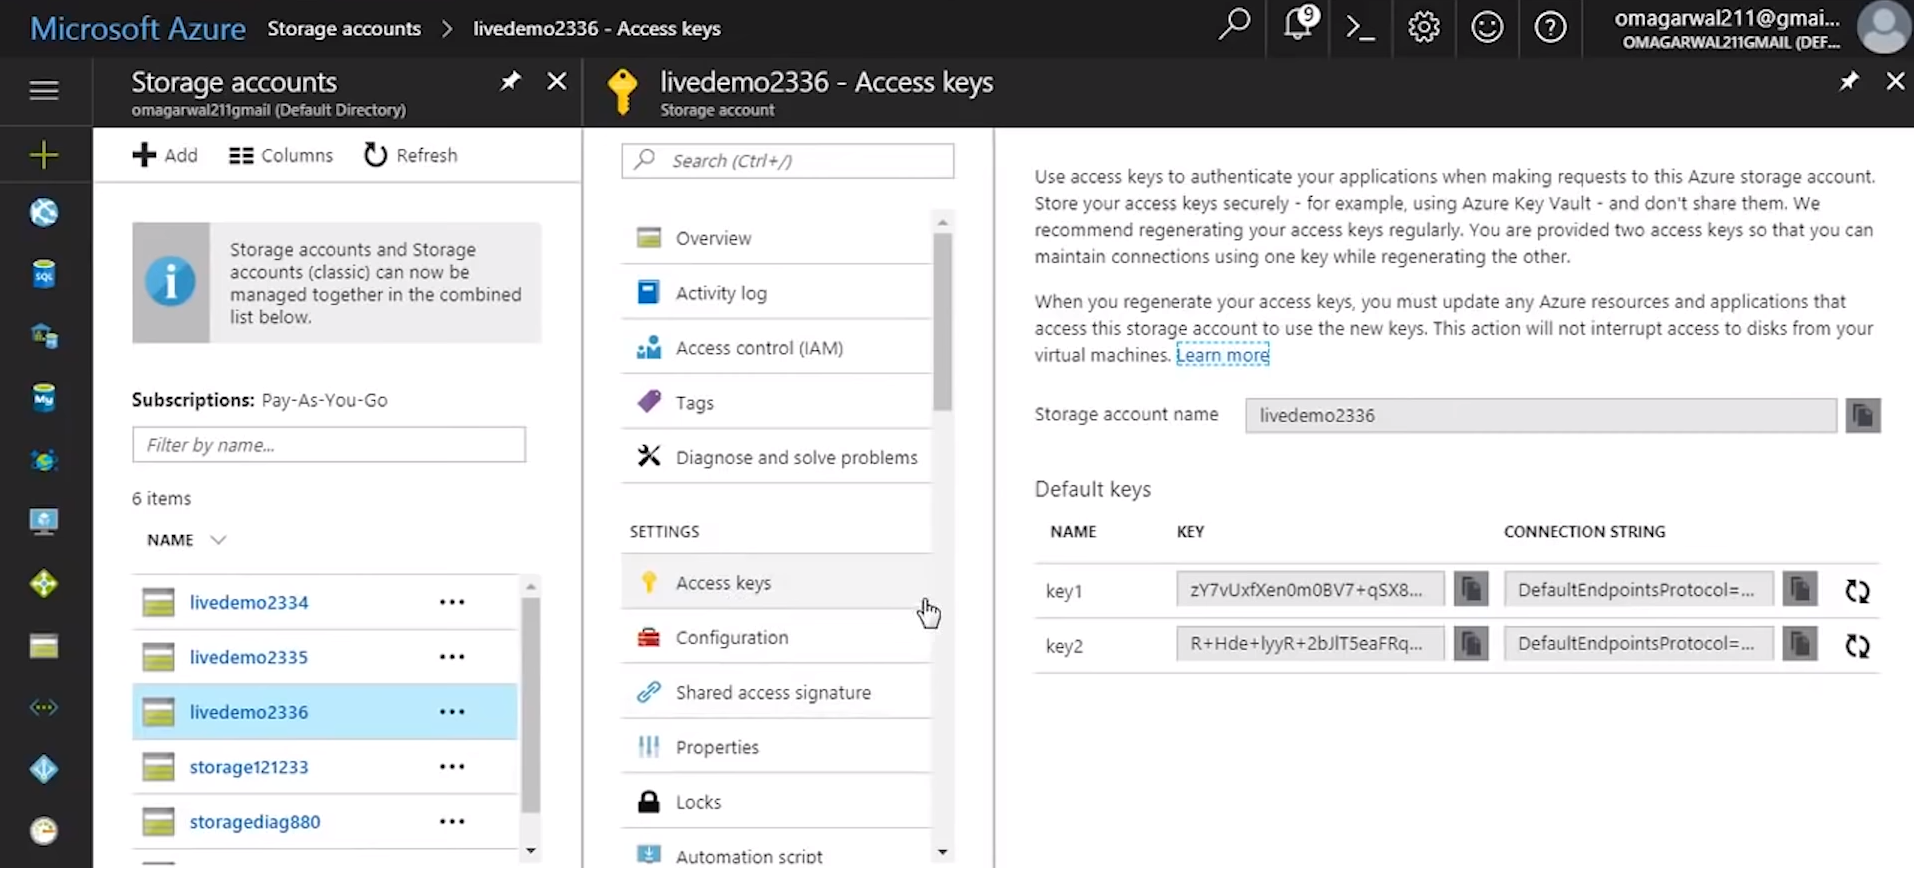 Microsoft Azure
Storage accounts > livedemo2336 - Access keys
9
omagarwal211@gmai...
OMAGARWAL211GMAIL (DEF...
Storage accounts
omagarwal211gmail (Default Directory)
Add
Columns
Refresh
Storage accounts and Storage
accounts (classic) can now be
managed together in the combined
list below.
Subscriptions: Pay-As-You-Go
Filter by name...
6 items
NAME
livedemo2334
livedemo2335
livedemo2336
storage121233
storagediag880
SQL
My
livedemo2336 - Access keys
Storage account
Search (Ctrl+/)
Overview
Activity log
Access control (IAM)
Tags
Diagnose and solve problems
SETTINGS
Access keys
Configuration
Shared access signature
Properties
Locks
Automation script
Use access keys to authenticate your applications when making requests to this Azure storage account.
Store your access keys securely - for example, using Azure Key Vault - and don't share them. We
recommend regenerating your access keys regularly. You are provided two access keys so that you can
maintain connections using one key while regenerating the other.
When you regenerate your access keys, you must update any Azure resources and applications that
access this storage account to use the new keys. This action will not interrupt access to disks from your
virtual machines. Learn more
Storage account name livedemo2336
Default keys
NAME KEY CONNECTION STRING
key1 zY7vUxfXen0m0BV7+qSX8... DefaultEndpointsProtocol=...
key2 R+Hde+lyyR+2bJlT5eaFRq... DefaultEndpointsProtocol=...